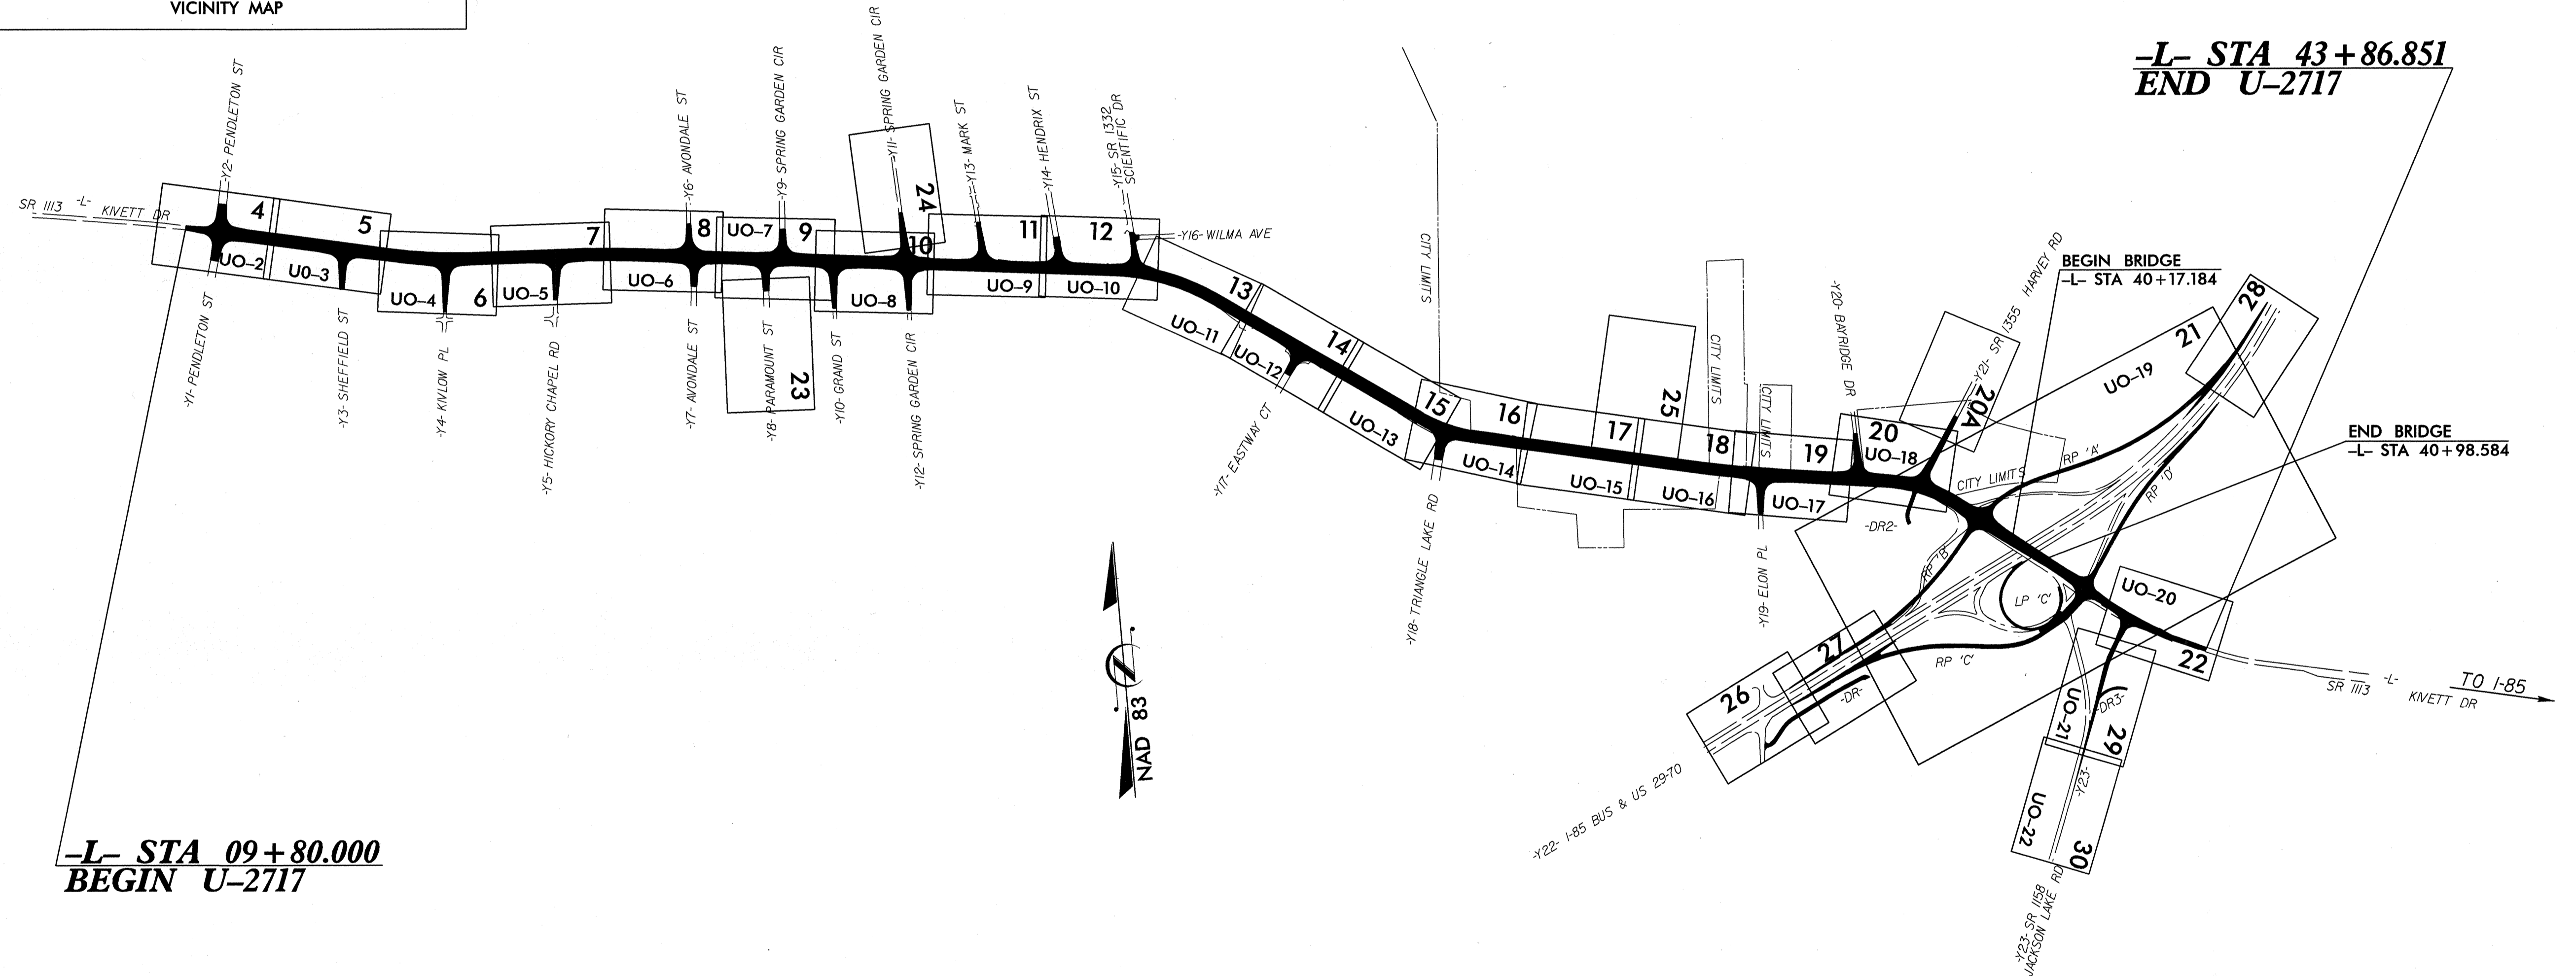 VICINITY MAP
-L- STA 43+86.851
END U-2717
SR 1113 -L- KIVETT DR
-Y2- PENDLETON ST
-Y6- AVONDALE ST
-Y9- SPRING GARDEN CIR
-Y11- SPRING GARDEN CIR
-Y13- MARK ST
-Y14- HENDRIX ST
-Y15- SR 1332
SCIENTIFIC DR
-Y16- WILMA AVE
4
5
6
7
8
9
10
11
12
24
23
UO-2
UO-3
UO-4
UO-5
UO-6
UO-7
UO-8
UO-9
UO-10
-Y1- PENDLETON ST
-Y3- SHEFFIELD ST
-Y4- KIVLOW PL
-Y5- HICKORY CHAPEL RD
-Y7- AVONDALE ST
-Y8- PARAMOUNT ST
-Y10- GRAND ST
-Y12- SPRING GARDEN CIR
13
14
15
16
17
18
19
20
20A
25
UO-11
UO-12
UO-13
UO-14
UO-15
UO-16
UO-17
UO-18
-Y17- EASTWAY CT
-Y18- TRIANGLE LAKE RD
-Y19- ELON PL
CITY LIMITS
CITY LIMITS
CITY LIMITS
CITY LIMITS
-Y20- BAYRIDGE DR
-Y21- SR 1355 HARVEY RD
BEGIN BRIDGE
-L- STA 40+17.184
END BRIDGE
-L- STA 40+98.584
28
21
UO-19
RP 'A'
RP 'D'
-DR2-
RP 'B'
LP 'C'
RP 'C'
UO-20
22
27
26
-DR-
-Y22- I-85 BUS & US 29-70
UO-21
-DR3-
29
-Y23-
UO-22
30
-Y23- SR 1158
JACKSON LAKE RD
SR 1113 -L- KIVETT DR
TO I-85
NAD 83
-L- STA 09+80.000
BEGIN U-2717